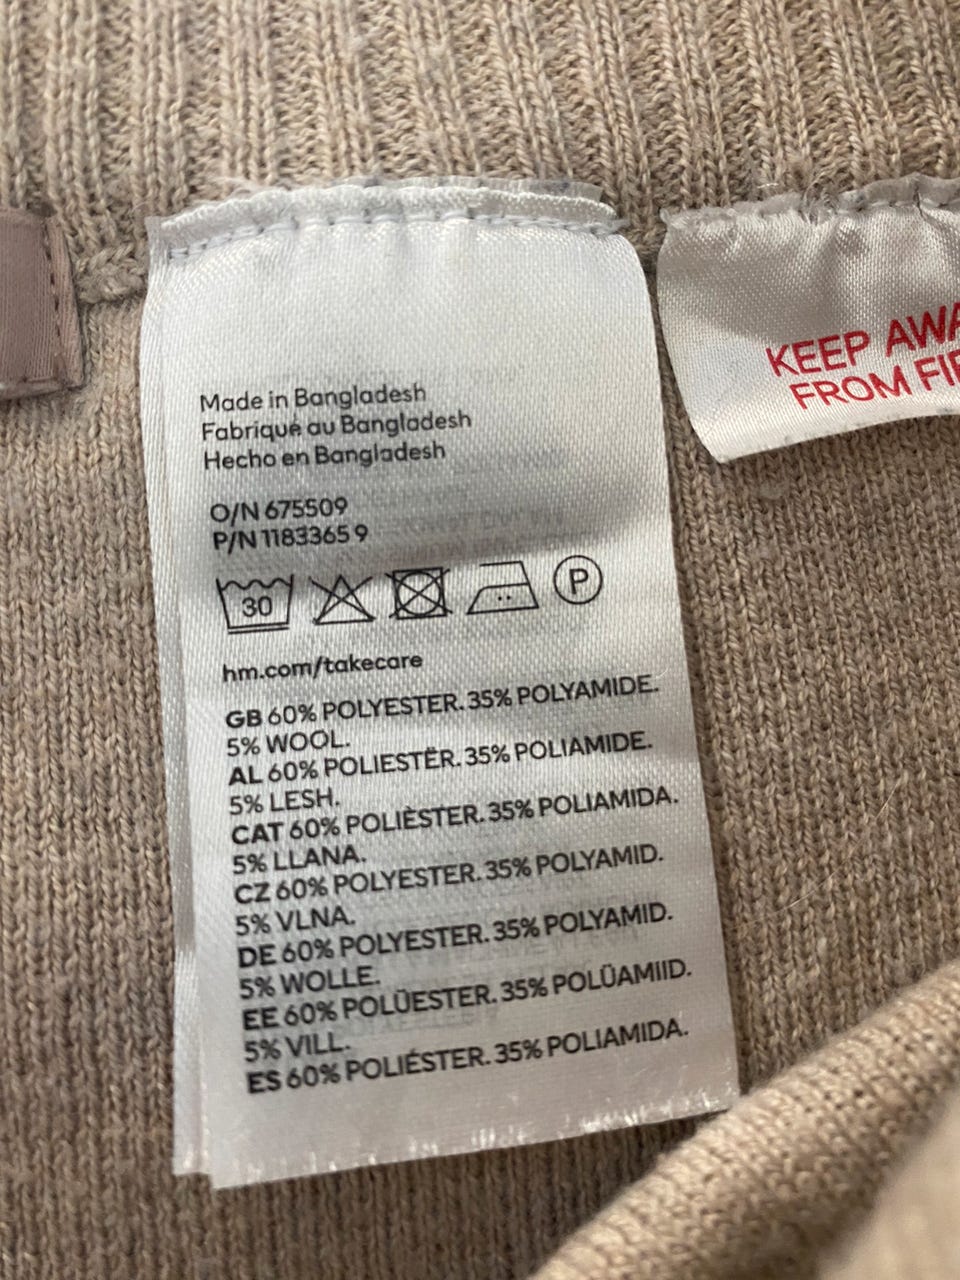 Made in Bangladesh
Fabriqué au Bangladesh
Hecho en Bangladesh
O/N 675509
P/N 1183365 9
30
P
hm.com/takecare
GB 60% POLYESTER. 35% POLYAMIDE.
5% WOOL.
AL 60% POLIESTËR. 35% POLIAMIDE.
5% LESH.
CAT 60% POLIÈSTER. 35% POLIAMIDA.
5% LLANA.
CZ 60% POLYESTER. 35% POLYAMID.
5% VLNA.
DE 60% POLYESTER. 35% POLYAMID.
5% WOLLE.
EE 60% POLÜESTER. 35% POLÜAMIID.
5% VILL.
ES 60% POLIÉSTER. 35% POLIAMIDA.
KEEP
FROM